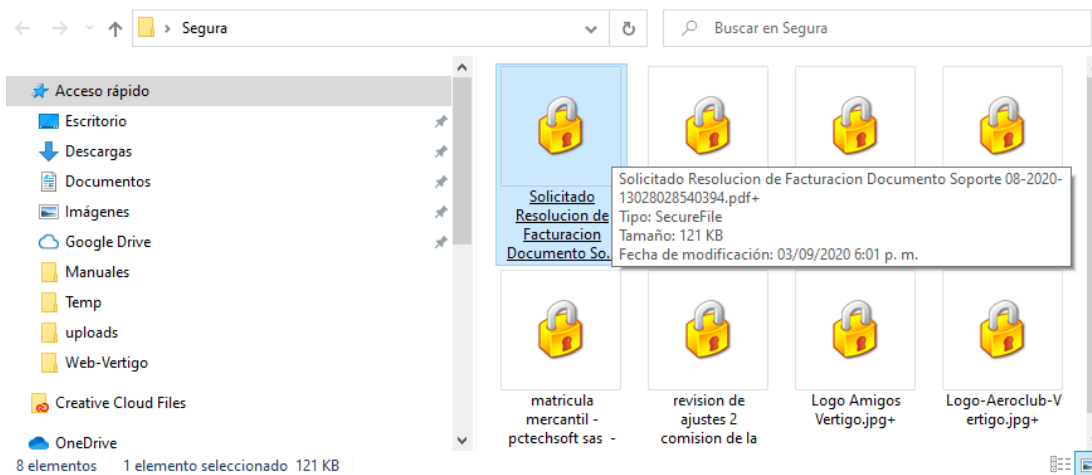 Segura
Buscar en Segura
Acceso rápido
Escritorio
Descargas
Documentos
Imágenes
Google Drive
Manuales
Temp
uploads
Web-Vertigo
Creative Cloud Files
OneDrive
Solicitado
Resolucion de
Facturacion
Documento So...
Solicitado Resolucion de Facturacion Documento Soporte 08-2020-
13028028540394.pdf+
Tipo: SecureFile
Tamaño: 121 KB
Fecha de modificación: 03/09/2020 6:01 p. m.
matricula
mercantil -
pctechsoft sas -
revision de
ajustes 2
comision de la
Logo Amigos
Vertigo.jpg+
Logo-Aeroclub-V
ertigo.jpg+
8 elementos
1 elemento seleccionado 121 KB